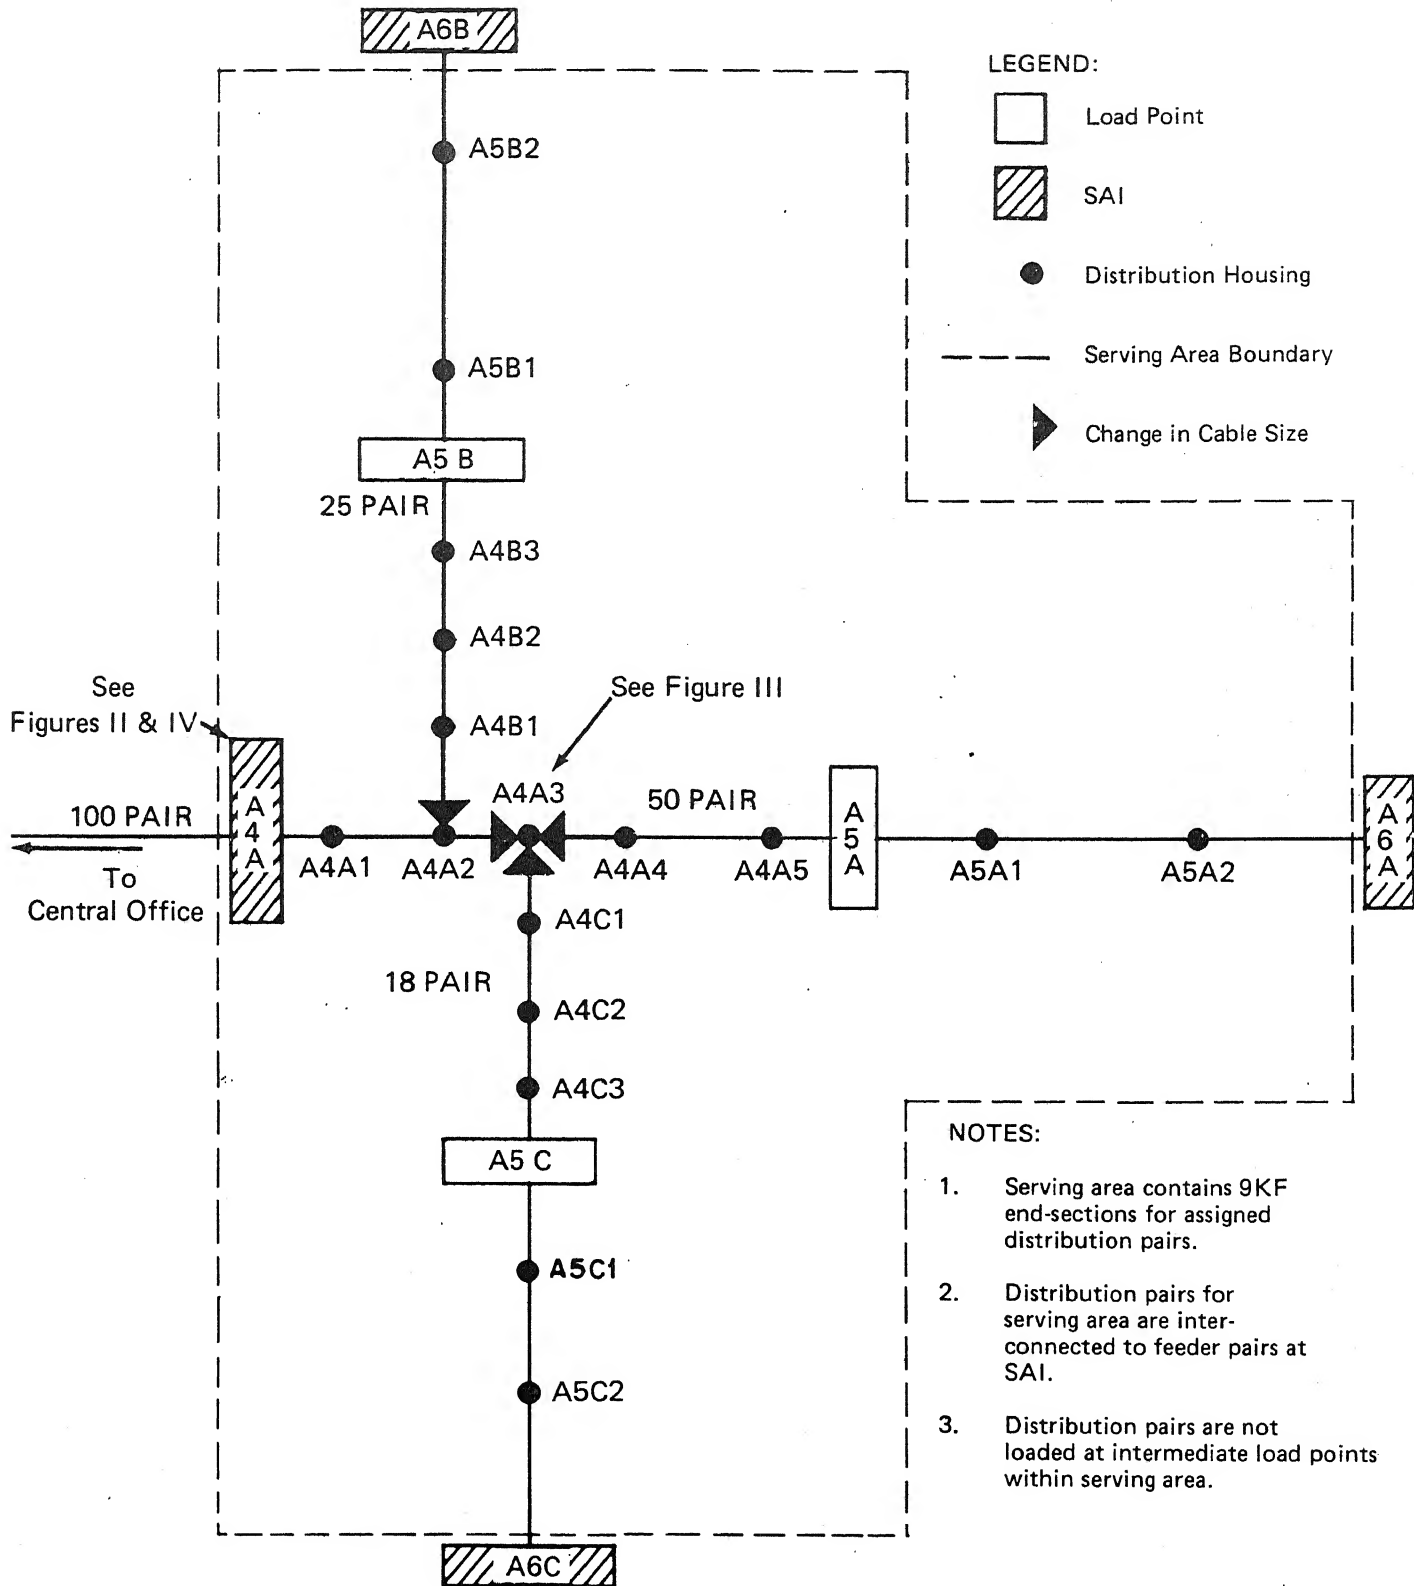 A6B
LEGEND:
Load Point
A5B2
SAI
Distribution Housing
Serving Area Boundary
A5B1
Change in Cable Size
A5 B
25 PAIR
A4B3
A4B2
See
Figures II & IV
See Figure III
A4B1
A4A3
50 PAIR
100 PAIR
A
4
A
A
5
A
A
6
A
A4A1
A4A2
A4A4
A4A5
A5A1
A5A2
To
Central Office
A4C1
18 PAIR
A4C2
A4C3
A5 C
A5C1
A5C2
A6C
NOTES:
1. Serving area contains 9KF
end-sections for assigned
distribution pairs.
2. Distribution pairs for
serving area are inter-
connected to feeder pairs at
SAI.
3. Distribution pairs are not
loaded at intermediate load points
within serving area.